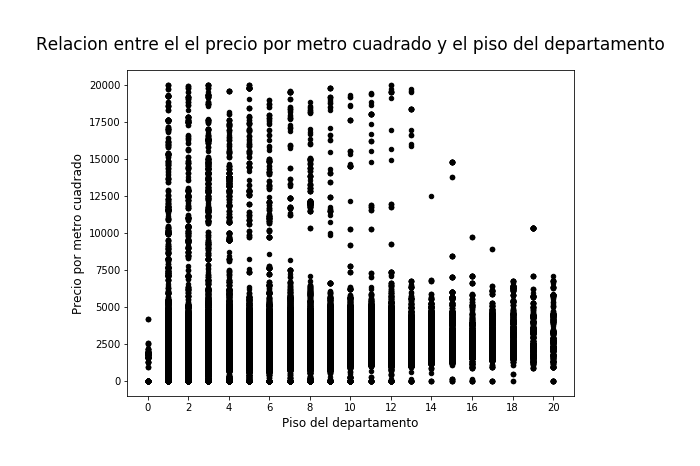 Relacion entre el el precio por metro cuadrado y el piso del departamento
Precio por metro cuadrado
20000
17500
15000
12500
10000
7500
5000
2500
0
0 2 4 6 8 10 12 14 16 18 20
Piso del departamento